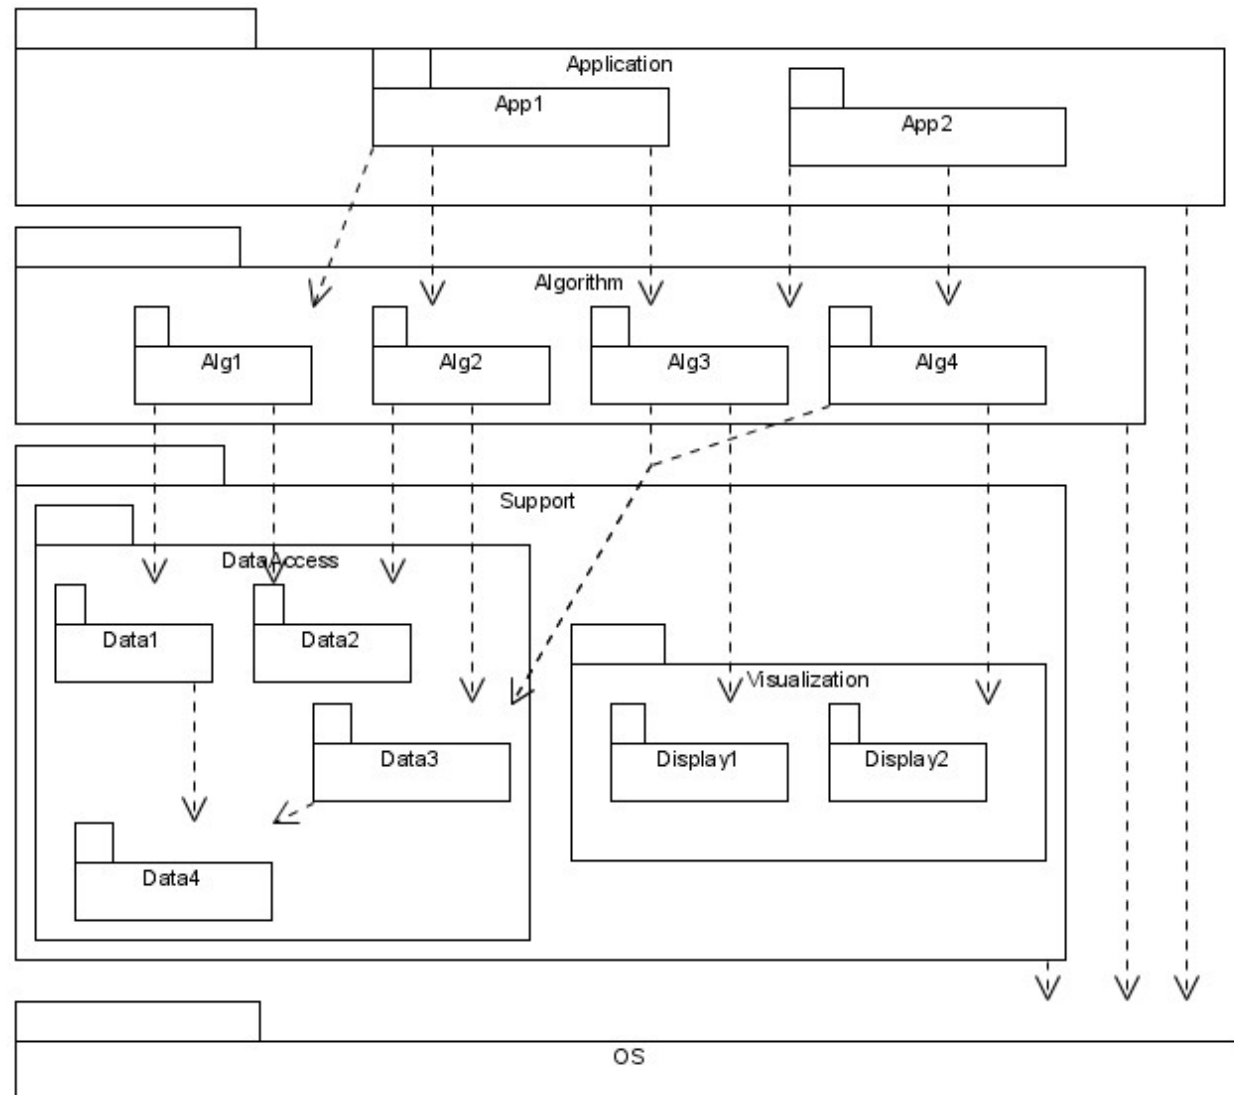 Application
App1
App2
Algorithm
Alg1
Alg2
Alg3
Alg4
Support
DataAccess
Data1
Data2
Visualization
Data3
Display1
Display2
Data4
OS